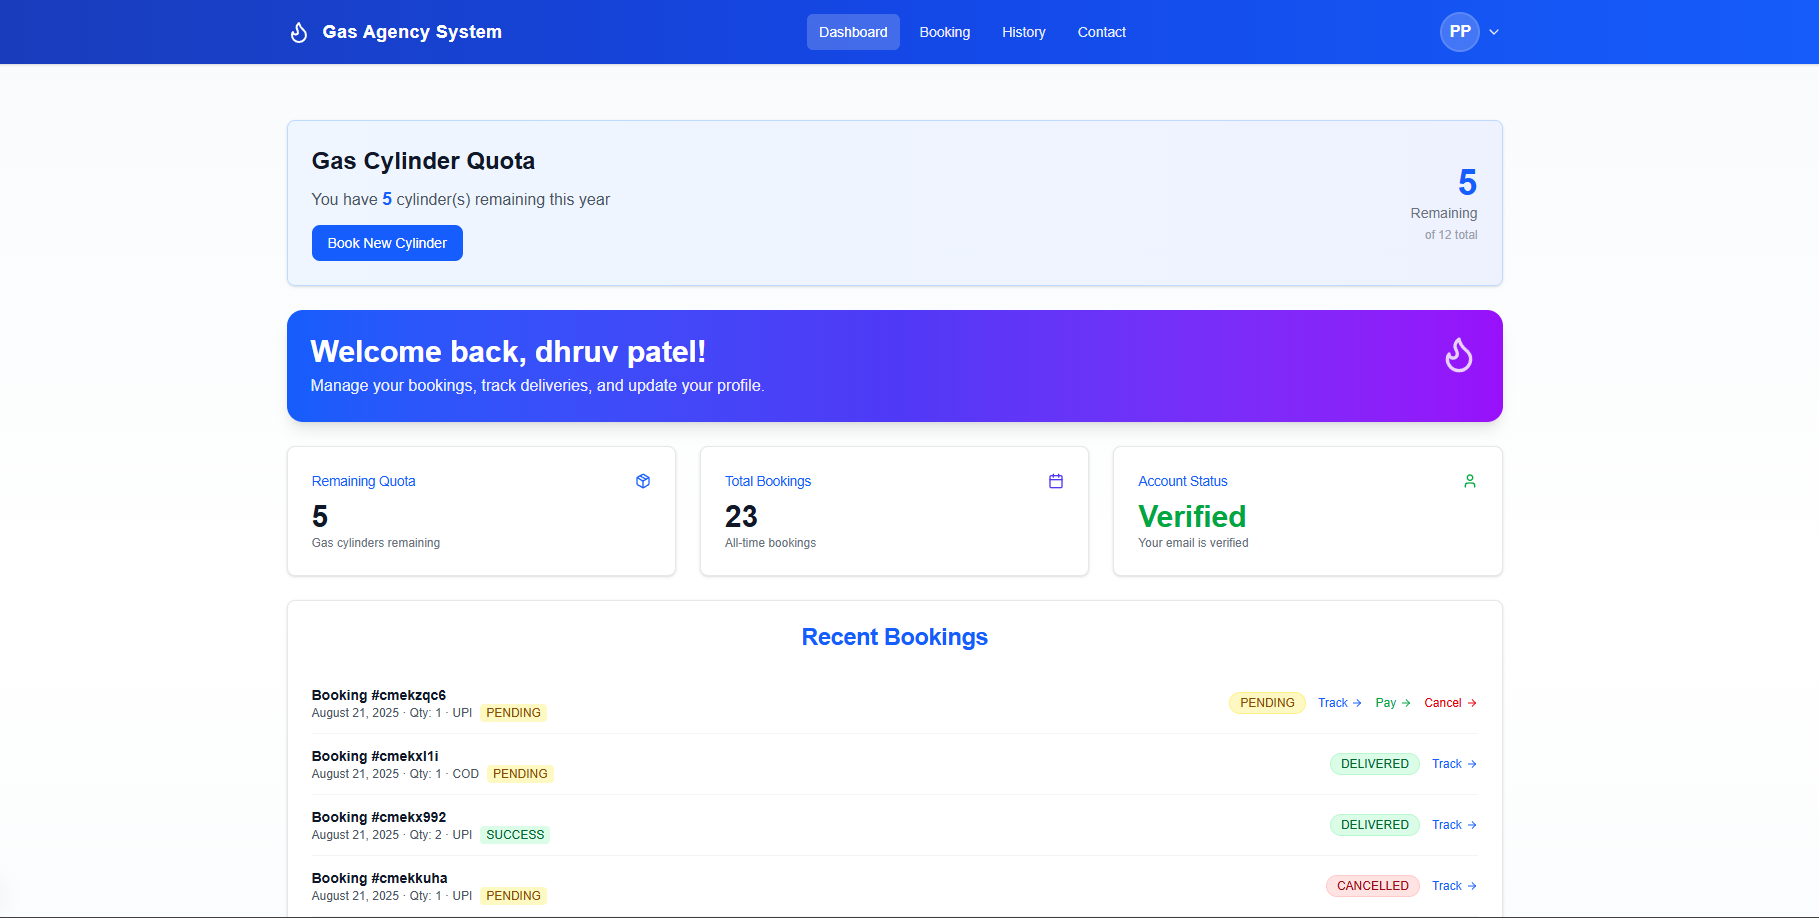 Gas Agency System
Dashboard
Booking
History
Contact
PP
Gas Cylinder Quota
You have 5 cylinder(s) remaining this year
Book New Cylinder
5
Remaining
of 12 total
Welcome back, dhruv patel!
Manage your bookings, track deliveries, and update your profile.
Remaining Quota
5
Gas cylinders remaining
Total Bookings
23
All-time bookings
Account Status
Verified
Your email is verified
Recent Bookings
Booking #cmekzqc6
August 21, 2025 · Qty: 1 · UPI PENDING
PENDING Track → Pay → Cancel →
Booking #cmekxl1i
August 21, 2025 · Qty: 1 · COD PENDING
DELIVERED Track →
Booking #cmekx992
August 21, 2025 · Qty: 2 · UPI SUCCESS
DELIVERED Track →
Booking #cmekkuha
August 21, 2025 · Qty: 1 · UPI PENDING
CANCELLED Track →